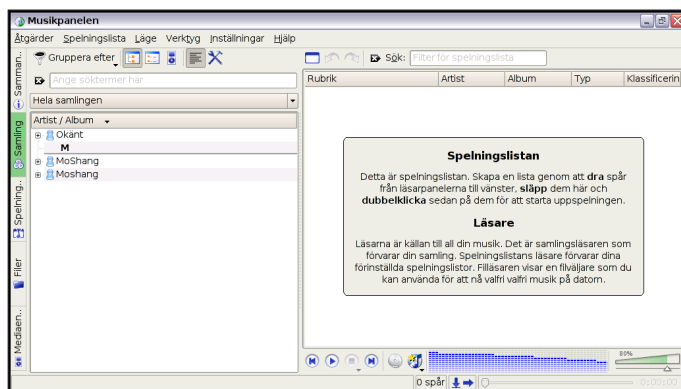 Musikpanelen
Åtgärder Spelningslista Läge Verktyg Inställningar Hjälp
Gruppera efter
Sök: Filter för spelningslista
Ange söktermer här
Hela samlingen
Artist / Album
Okänt
M
MoShang
Moshang
Samman..
Samling
Spelning..
Filer
Mediaen..
Rubrik Artist Album Typ Klassificerin
Spelningslistan
Detta är spelningslistan. Skapa en lista genom att dra spår
från läsarpanelerna till vänster, släpp dem här och
dubbelklicka sedan på dem för att starta uppspelningen.
Läsare
Läsarna är källan till all din musik. Det är samlingsläsaren som
förvarar din samling. Spelningslistans läsare förvarar dina
förinställda spelningslistor. Filläsaren visar en filväljare som du
kan använda för att nå valfri valfri musik på datorn.
80%
0 spår
0:00:00